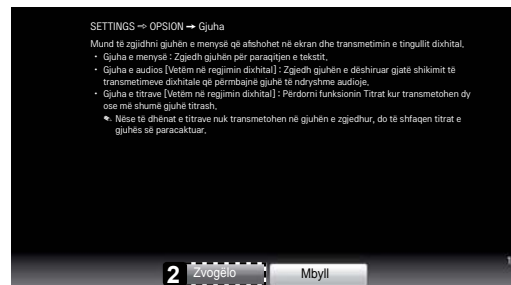 SETTINGS ⇨ OPSION ➙ Gjuha
Mund të zgjidhni gjuhën e menysë që afishohet në ekran dhe transmetimin e tingullit dixhital.
• Gjuha e menysë : Zgjedh gjuhën për paraqitjen e tekstit.
• Gjuha e audios [Vetëm në regjimin dixhital] : Zgjedh gjuhën e dëshiruar gjatë shikimit të
transmetimeve dixhitale që përmbajnë gjuhë të ndryshme audioje.
• Gjuha e titrave [Vetëm në regjimin dixhital] : Përdorni funksionin Titrat kur transmetohen dy
ose më shumë gjuhë titrash.
Nëse të dhënat e titrave nuk transmetohen në gjuhën e zgjedhur, do të shfaqen titrat e
gjuhës së paracaktuar.
2 Zvogëlo Mbyll